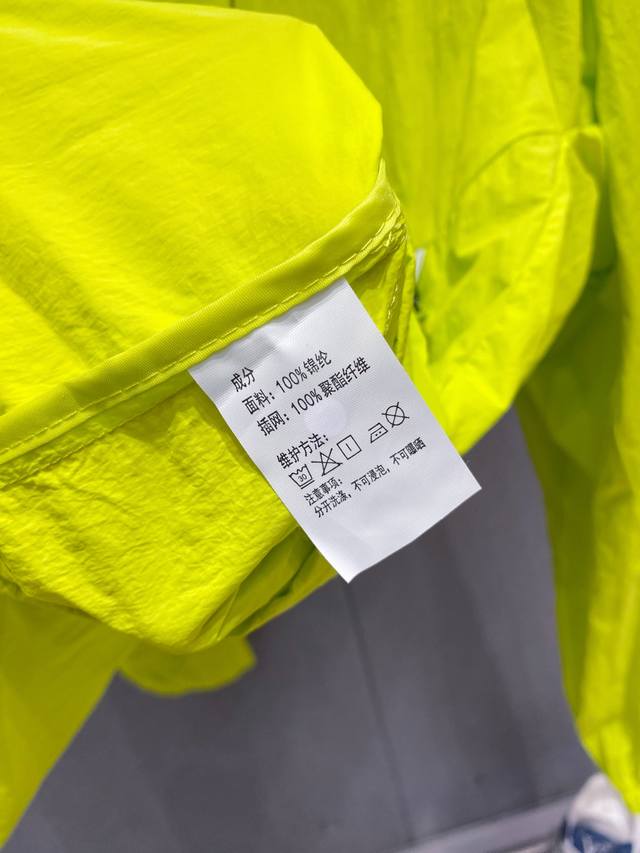 成分
面料：100%锦纶
插网：100%聚酯纤维
维护方法：
30
注意事项：
分开洗涤，不可浸泡，不可曝晒